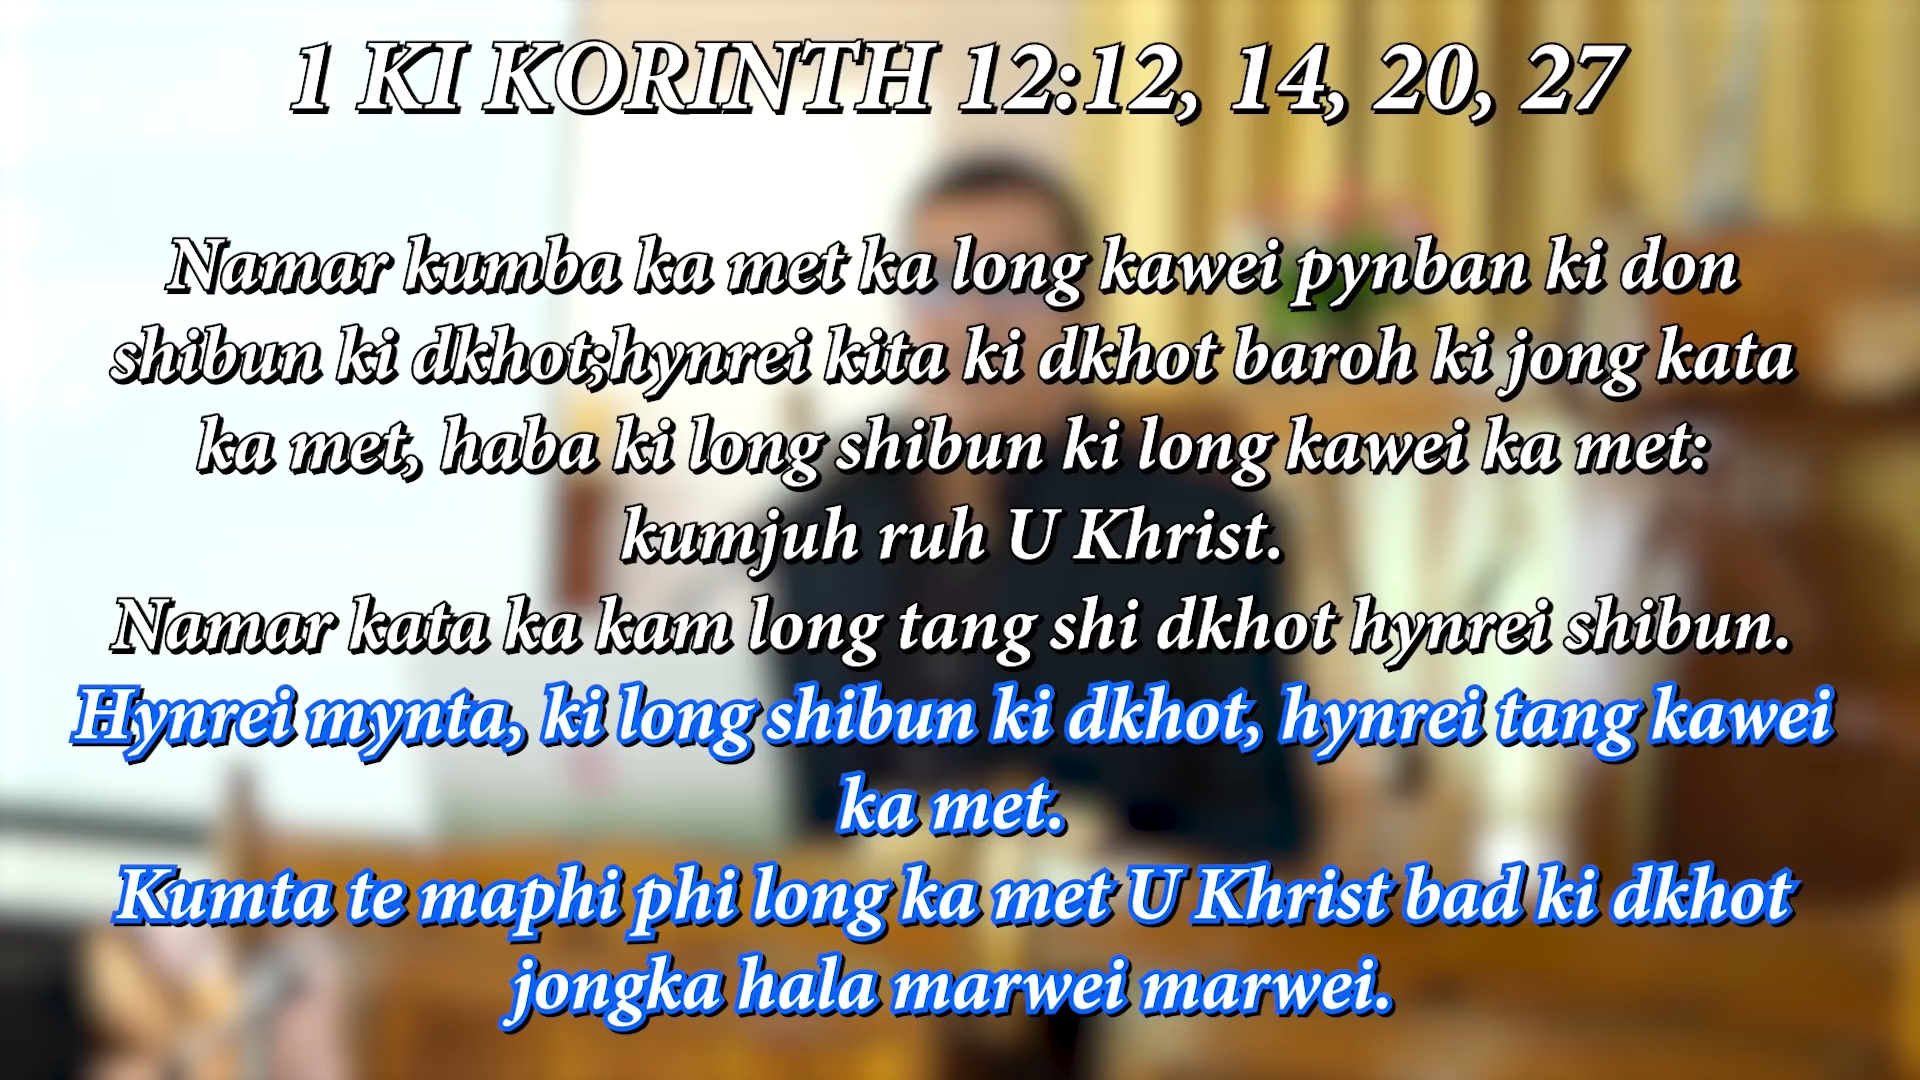 1 KI KORINTH 12:12, 14, 20, 27
Namar kumba ka met ka long kawei pynban ki don
shibun ki dkhot;hynrei kita ki dkhot baroh ki jong kata
ka met, haba ki long shibun ki long kawei ka met:
kumjuh ruh U Khrist.
Namar kata ka kam long tang shi dkhot hynrei shibun.
Hynrei mynta, ki long shibun ki dkhot, hynrei tang kawei
ka met.
Kumta te maphi phi long ka met U Khrist bad ki dkhot
jongka hala marwei marwei.